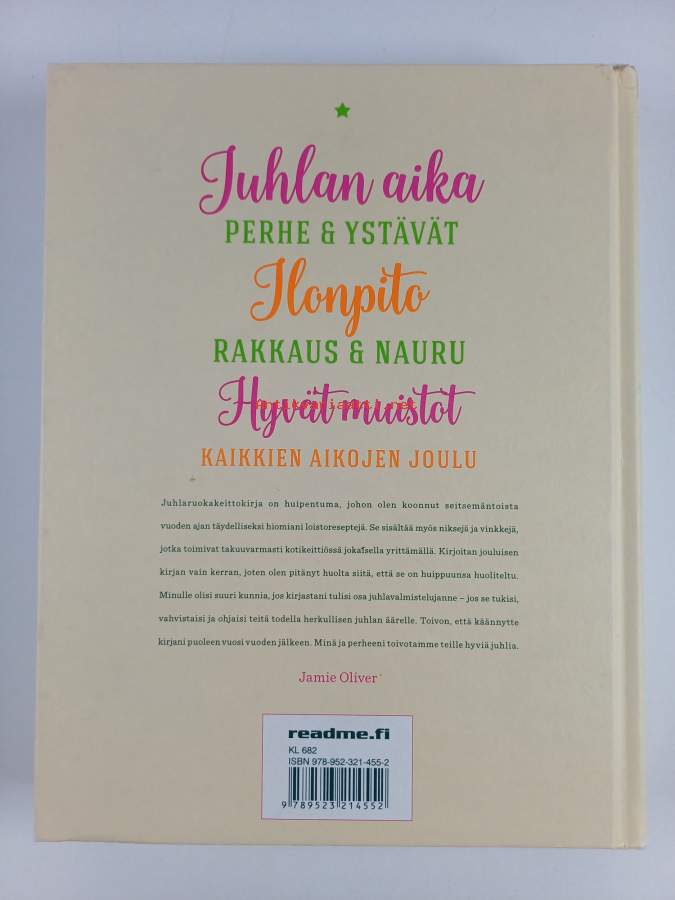 Juhlan aika
PERHE & YSTÄVÄT
Ilonpito
RAKKAUS & NAURU
Hyvät muistot
Antikvariaatti.net
KAIKKIEN AIKOJEN JOULU
Juhlaruokakeittokirja on huipentuma, johon olen koonnut seitsemäntoista
vuoden ajan täydelliseksi hiomiani loistoreseptejä. Se sisältää myös niksejä ja vinkkejä,
jotka toimivat takuuvarmasti kotikeittiössä jokaisella yrittämällä. Kirjoitan jouluisen
kirjan vain kerran, joten olen pitänyt huolta siitä, että se on huippuunsa huoliteltu.
Minulle olisi suuri kunnia, jos kirjastani tulisi osa juhlavalmistelujanne – jos se tukisi,
vahvistaisi ja ohjaisi teitä todella herkullisen juhlan äärelle. Toivon, että käännytte
kirjani puoleen vuosi vuoden jälkeen. Minä ja perheeni toivotamme teille hyviä juhlia.
Jamie Oliver
readme.fi
KL 682
ISBN 978-952-321-455-2
9 789523 214552